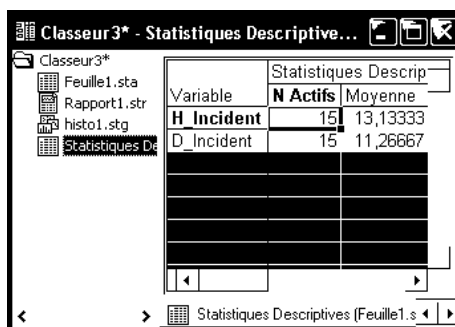 Classeur3* - Statistiques Descriptive...
Classeur3*
Feuille1.sta
Rapport1.str
histo1.stg
Statistiques De
Statistiques Descrip
Variable N Actifs Moyenne
H_Incident 15 13,13333
D_Incident 15 11,26667
Statistiques Descriptives (Feuille1.s